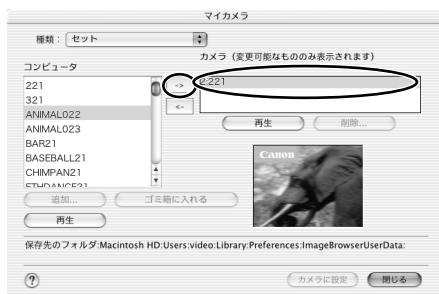 マイカメラ
種類： セット
コンピュータ
カメラ（変更可能なもののみ表示されます）
221
321
ANIMAL022
ANIMAL023
BAR21
BASEBALL21
CHIMPAN21
ETHDANCE21
->
<-
2:221
再生
削除...
Canon
追加...
ゴミ箱に入れる
再生
保存先のフォルダ:Macintosh HD:Users:video:Library:Preferences:ImageBrowserUserData:
?
カメラに設定
閉じる